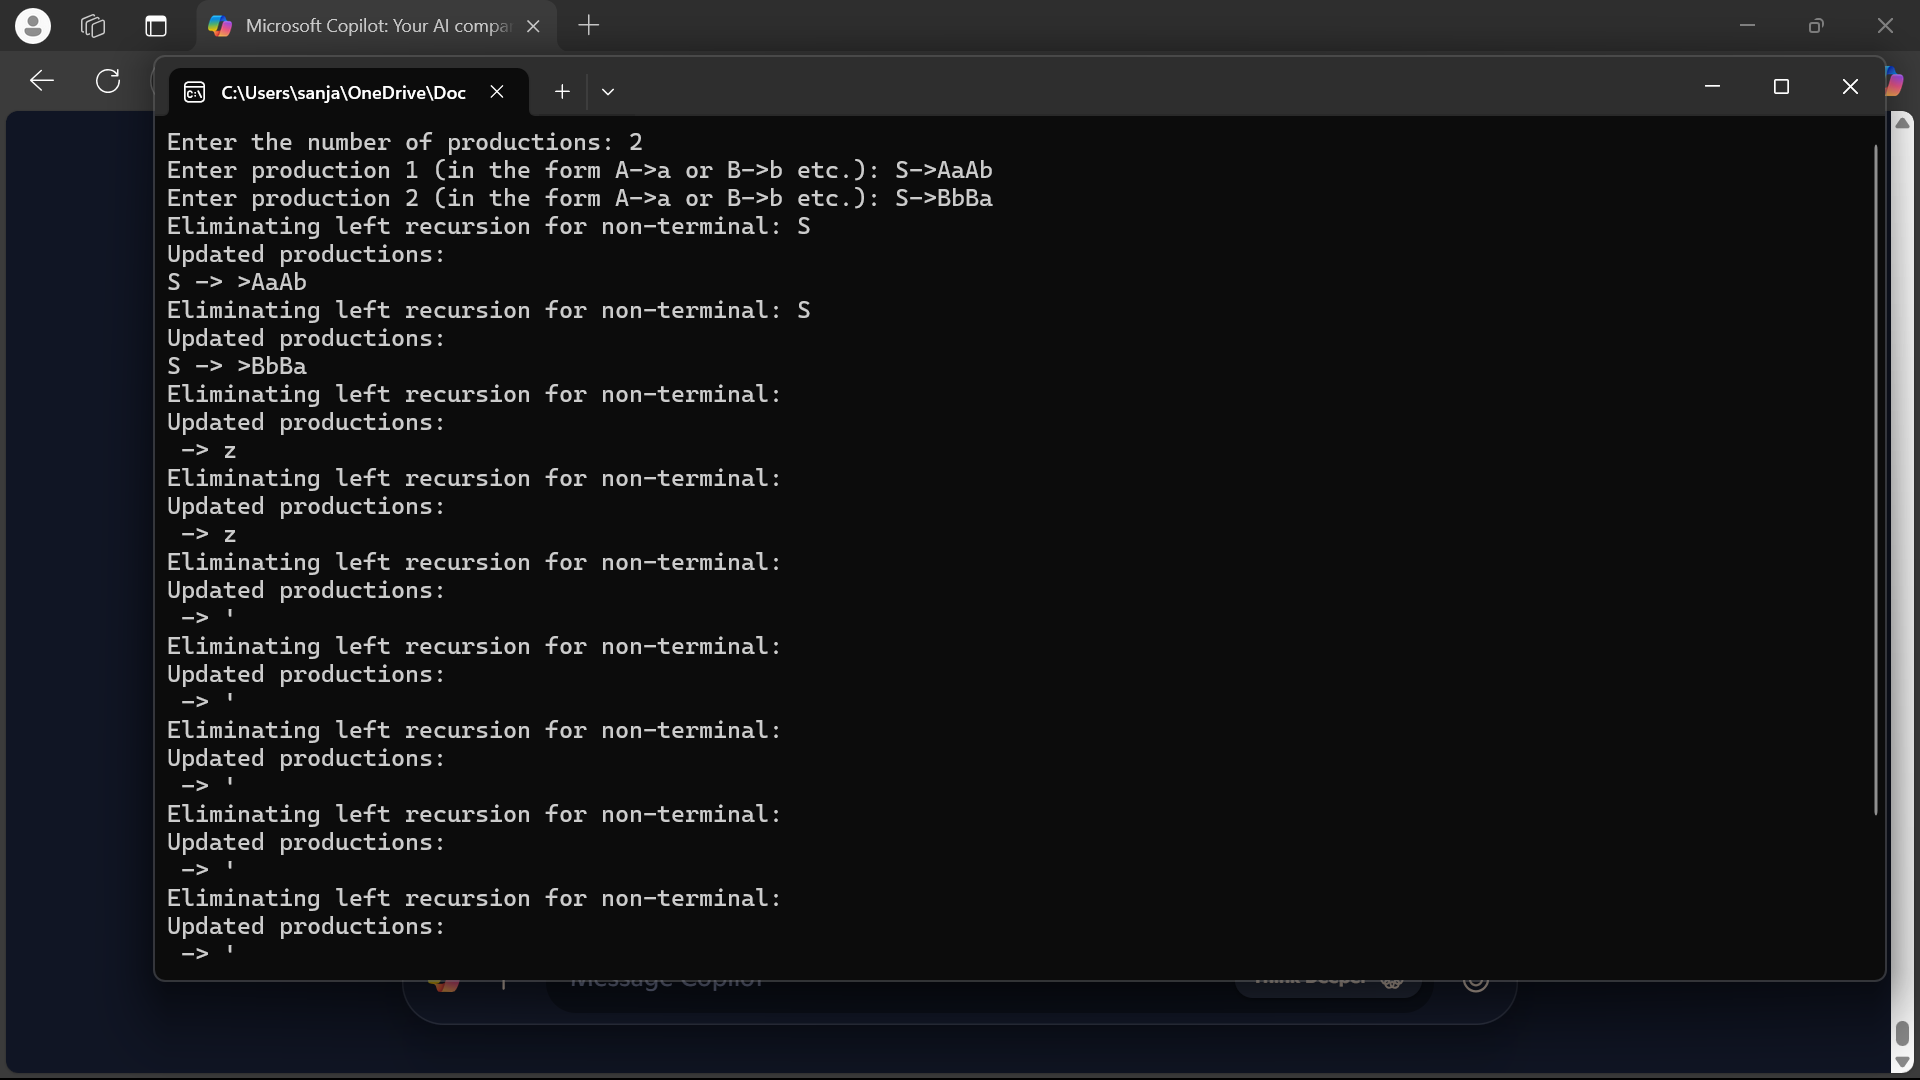 Microsoft Copilot: Your AI compa
C:\Users\sanja\OneDrive\Doc
Enter the number of productions: 2
Enter production 1 (in the form A->a or B->b etc.): S->AaAb
Enter production 2 (in the form A->a or B->b etc.): S->BbBa
Eliminating left recursion for non-terminal: S
Updated productions:
S -> >AaAb
Eliminating left recursion for non-terminal: S
Updated productions:
S -> >BbBa
Eliminating left recursion for non-terminal:
Updated productions:
 -> z
Eliminating left recursion for non-terminal:
Updated productions:
 -> z
Eliminating left recursion for non-terminal:
Updated productions:
 -> '
Eliminating left recursion for non-terminal:
Updated productions:
 -> '
Eliminating left recursion for non-terminal:
Updated productions:
 -> '
Eliminating left recursion for non-terminal:
Updated productions:
 -> '
Eliminating left recursion for non-terminal:
Updated productions:
 -> '
Message Copilot
Think Deeper